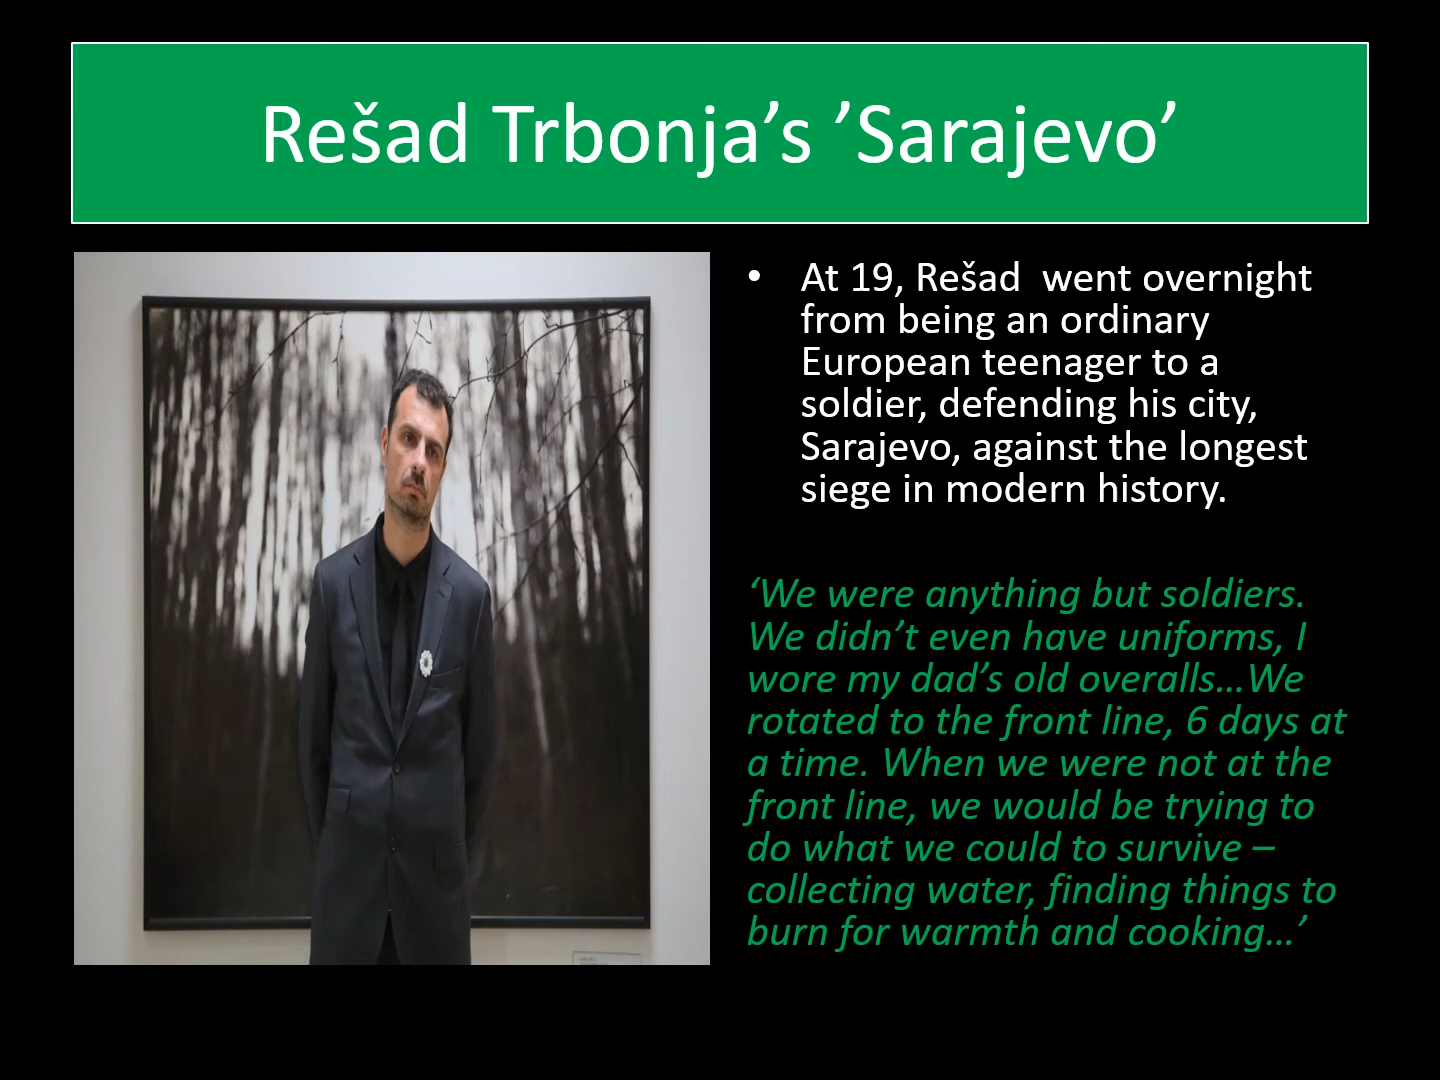 Rešad Trbonja’s ’Sarajevo’
• At 19, Rešad  went overnight
from being an ordinary
European teenager to a
soldier, defending his city,
Sarajevo, against the longest
siege in modern history.
‘We were anything but soldiers.
We didn’t even have uniforms, I
wore my dad’s old overalls…We
rotated to the front line, 6 days at
a time. When we were not at the
front line, we would be trying to
do what we could to survive –
collecting water, finding things to
burn for warmth and cooking…’